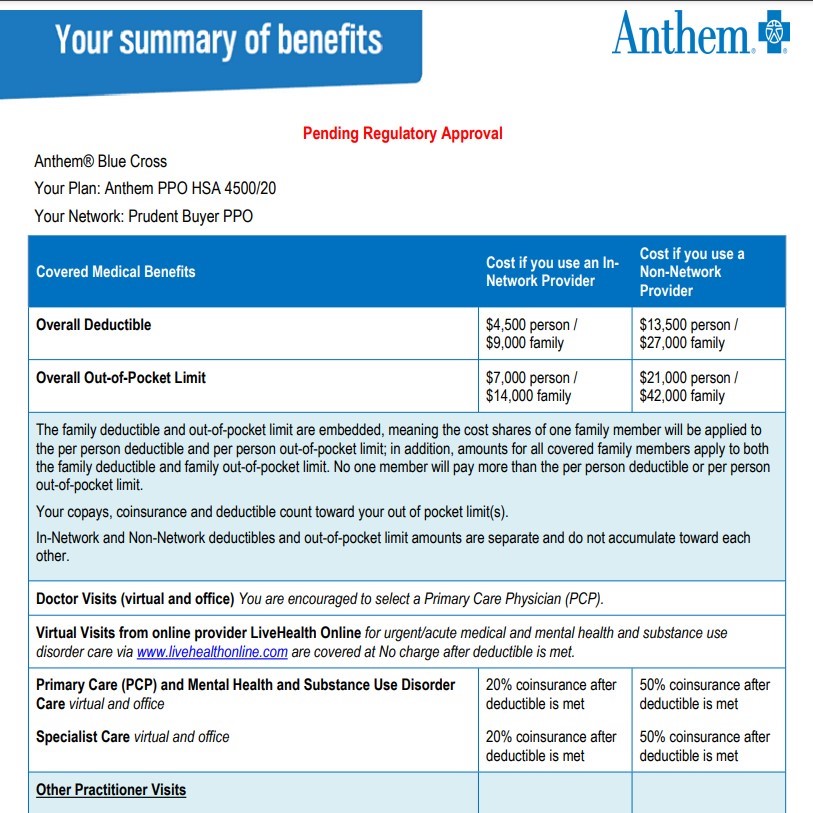 Your summary of benefits
Anthem®
Pending Regulatory Approval
Anthem® Blue Cross
Your Plan: Anthem PPO HSA 4500/20
Your Network: Prudent Buyer PPO
Covered Medical Benefits
Cost if you use an In-
Network Provider
Cost if you use a
Non-Network
Provider
Overall Deductible
$4,500 person /
$9,000 family
$13,500 person /
$27,000 family
Overall Out-of-Pocket Limit
$7,000 person /
$14,000 family
$21,000 person /
$42,000 family
The family deductible and out-of-pocket limit are embedded, meaning the cost shares of one family member will be applied to
the per person deductible and per person out-of-pocket limit; in addition, amounts for all covered family members apply to both
the family deductible and family out-of-pocket limit. No one member will pay more than the per person deductible or per person
out-of-pocket limit.
Your copays, coinsurance and deductible count toward your out of pocket limit(s).
In-Network and Non-Network deductibles and out-of-pocket limit amounts are separate and do not accumulate toward each
other.
Doctor Visits (virtual and office) You are encouraged to select a Primary Care Physician (PCP).
Virtual Visits from online provider LiveHealth Online for urgent/acute medical and mental health and substance use
disorder care via www.livehealthonline.com are covered at No charge after deductible is met.
Primary Care (PCP) and Mental Health and Substance Use Disorder
Care virtual and office
20% coinsurance after
deductible is met
50% coinsurance after
deductible is met
Specialist Care virtual and office
20% coinsurance after
deductible is met
50% coinsurance after
deductible is met
Other Practitioner Visits